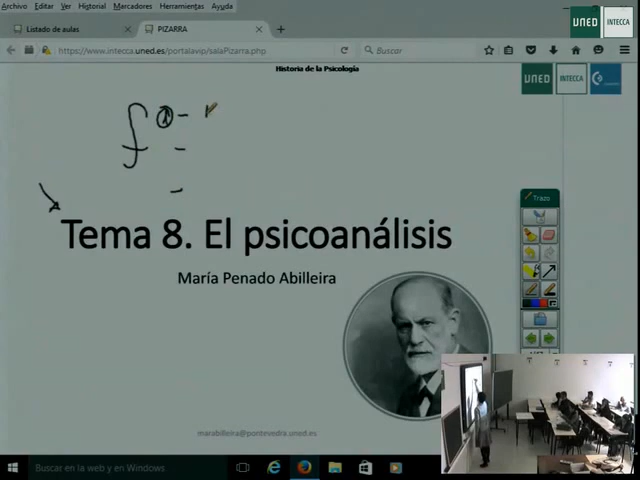 Archivo Editar Ver Historial Marcadores Herramientas Ayuda
Listado de aulas
PIZARRA
https://www.intecca.uned.es/portalavip/salaPizarra.php
Buscar
UNED
INTECCA
Historia de la Psicología
UNED
INTECCA
Trazo
Tema 8. El psicoanálisis
María Penado Abilleira
marabilleira@pontevedra.uned.es
Buscar en la web y en Windows